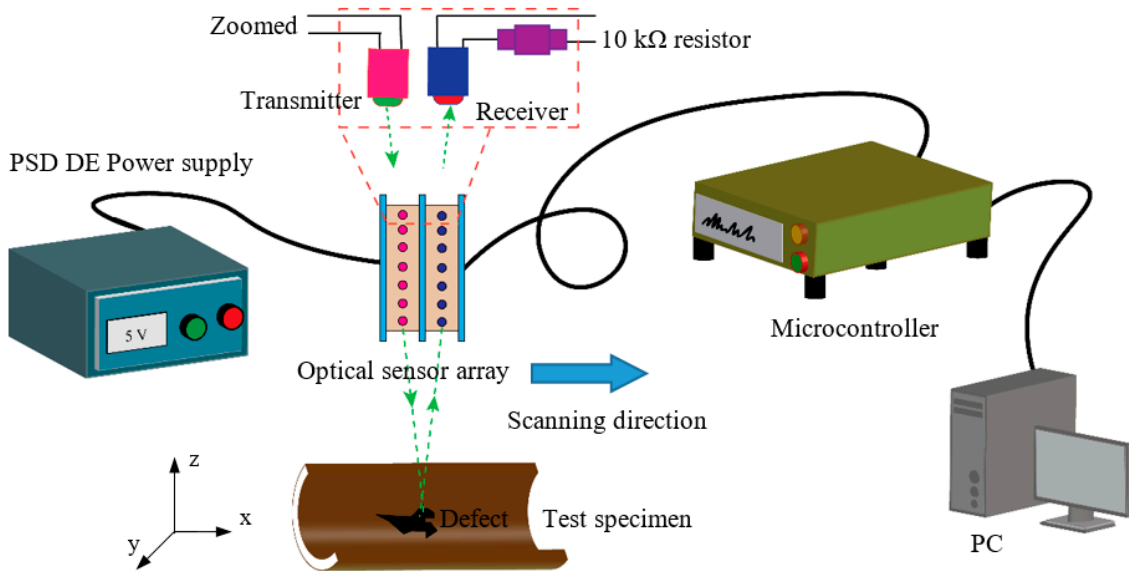 Zoomed
10 kΩ resistor
Transmitter
Receiver
PSD DE Power supply
5 V
Microcontroller
Optical sensor array
Scanning direction
z
x
y
Defect
Test specimen
PC